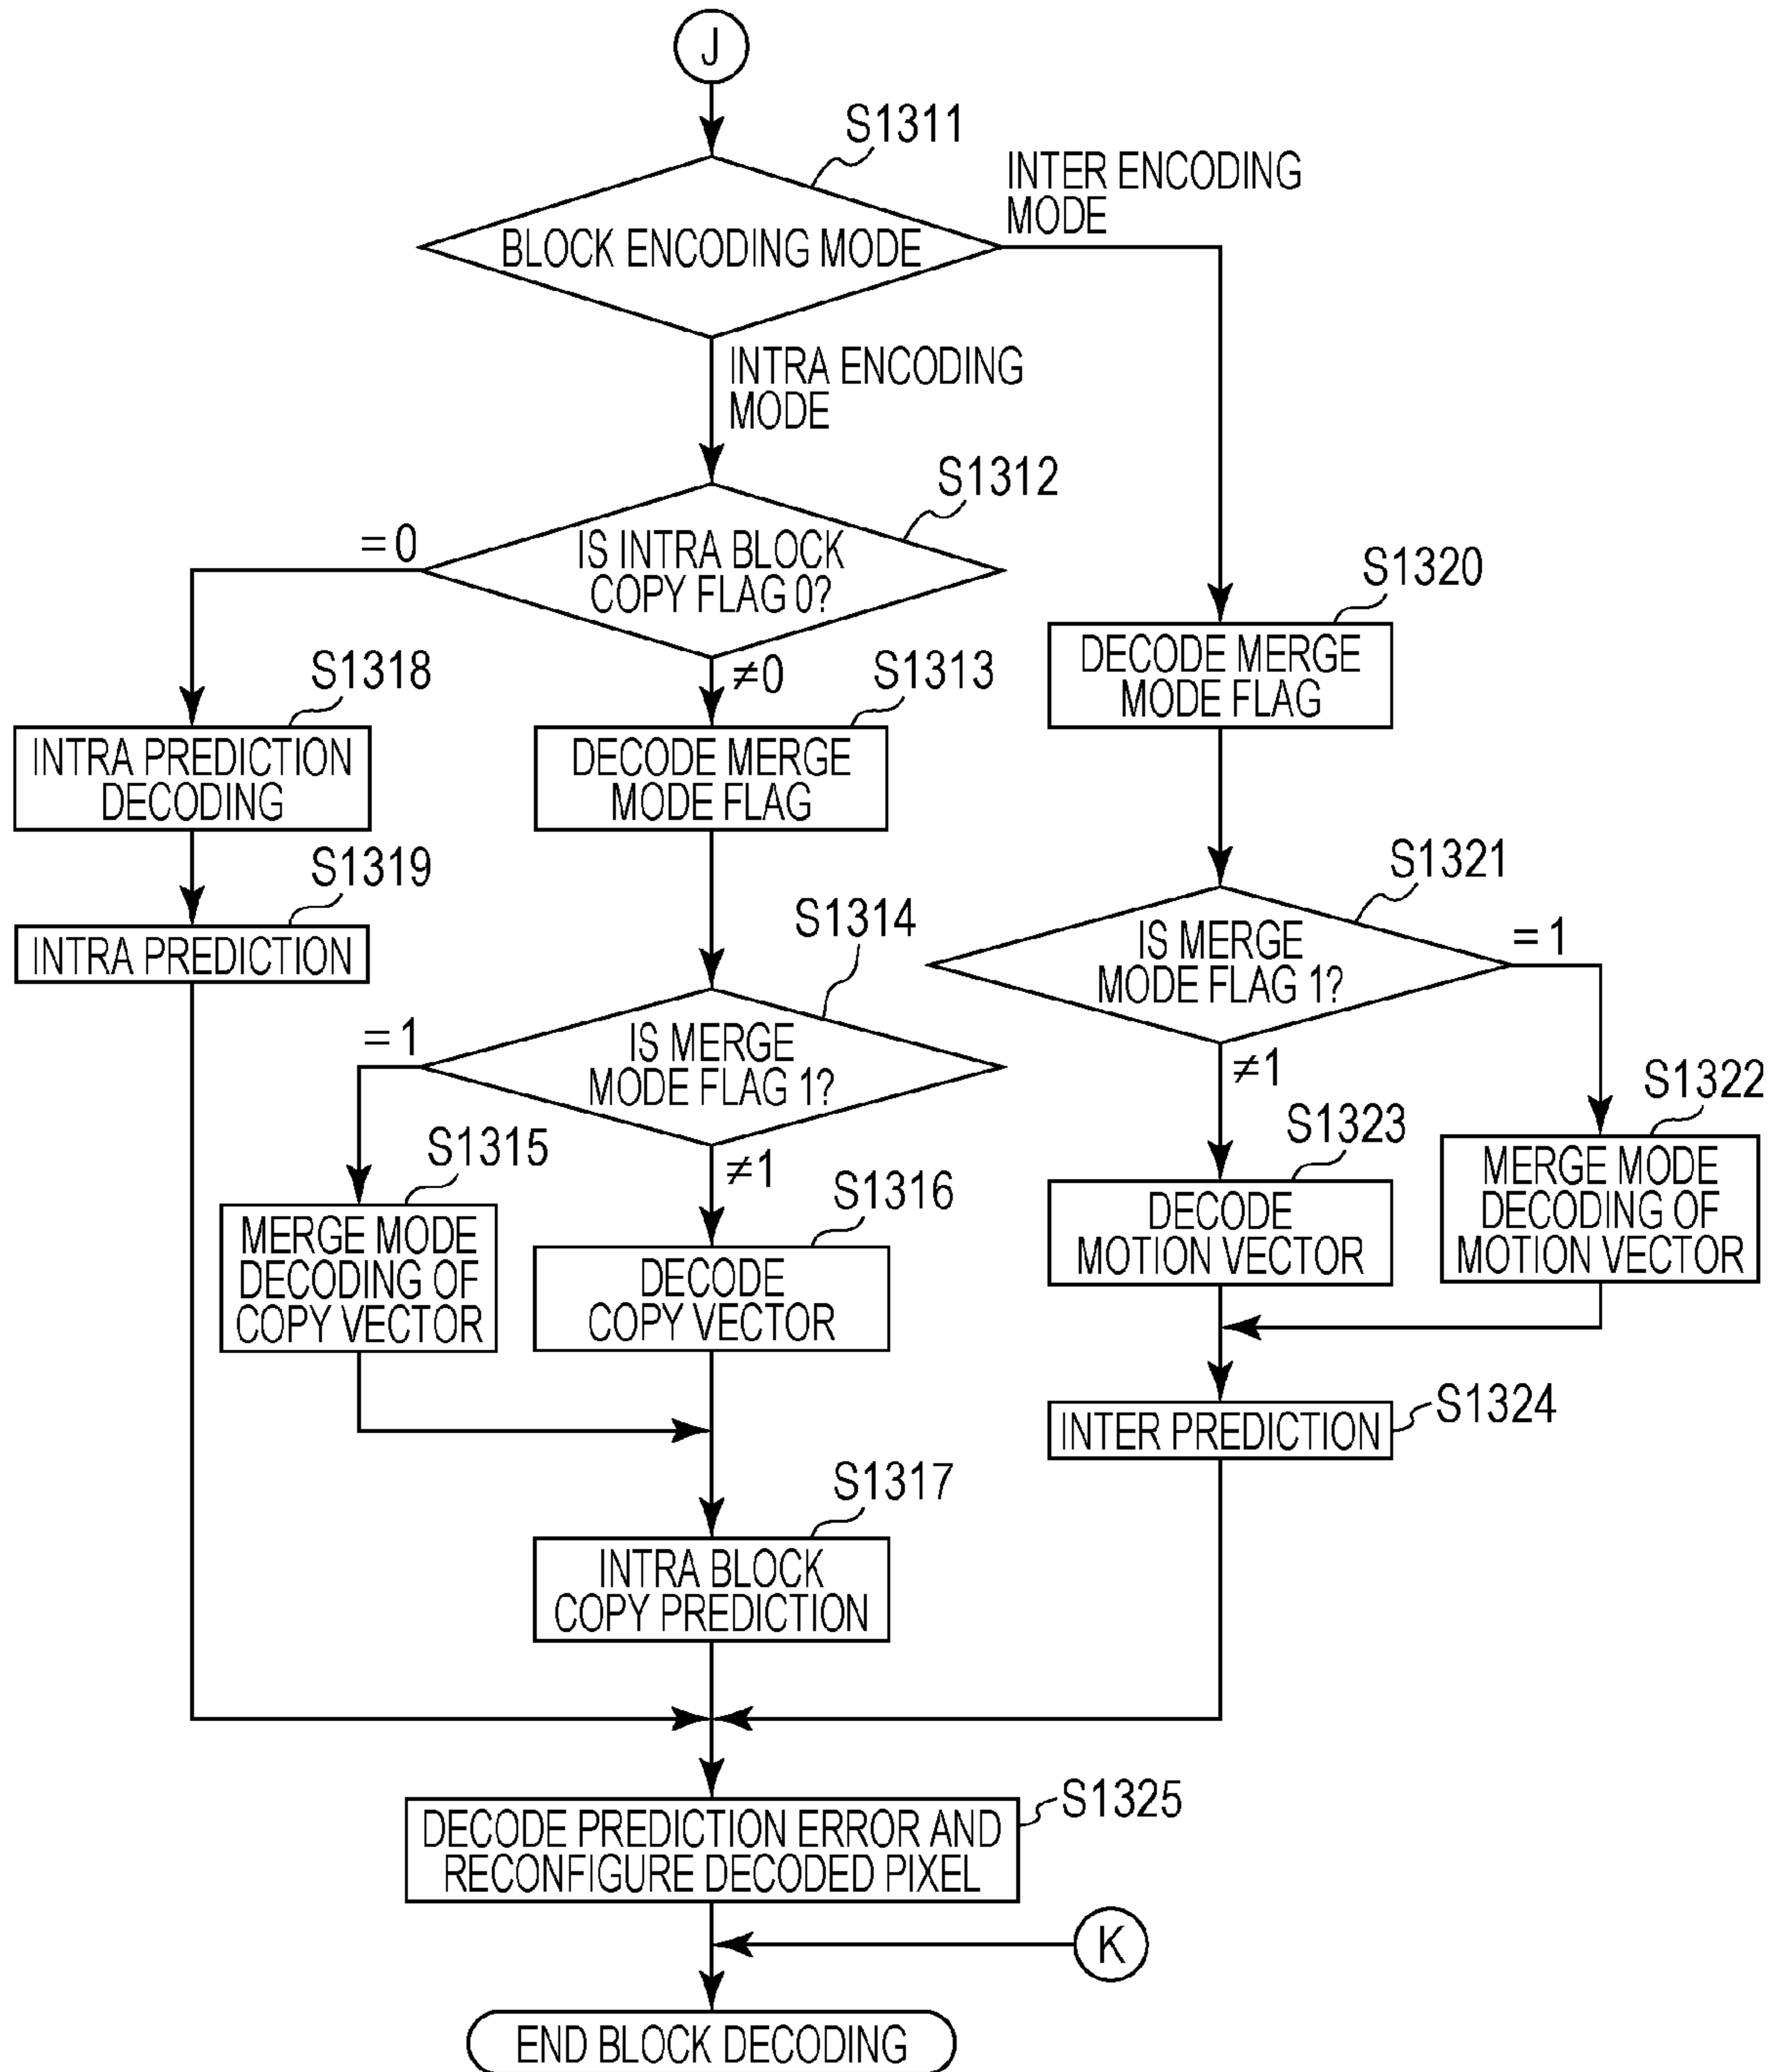 J
S1311
INTER ENCODING
MODE
BLOCK ENCODING MODE
INTRA ENCODING
MODE
S1312
= 0
IS INTRA BLOCK
COPY FLAG 0?
S1320
DECODE MERGE
MODE FLAG
≠0
S1318
S1313
INTRA PREDICTION
DECODING
DECODE MERGE
MODE FLAG
S1319
INTRA PREDICTION
S1321
IS MERGE
MODE FLAG 1?
= 1
S1314
= 1
IS MERGE
MODE FLAG 1?
≠1
S1322
MERGE MODE
DECODING OF
MOTION VECTOR
S1323
DECODE
MOTION VECTOR
S1315
≠1
S1316
MERGE MODE
DECODING OF
COPY VECTOR
DECODE
COPY VECTOR
S1324
INTER PREDICTION
S1317
INTRA BLOCK
COPY PREDICTION
S1325
DECODE PREDICTION ERROR AND
RECONFIGURE DECODED PIXEL
K
END BLOCK DECODING